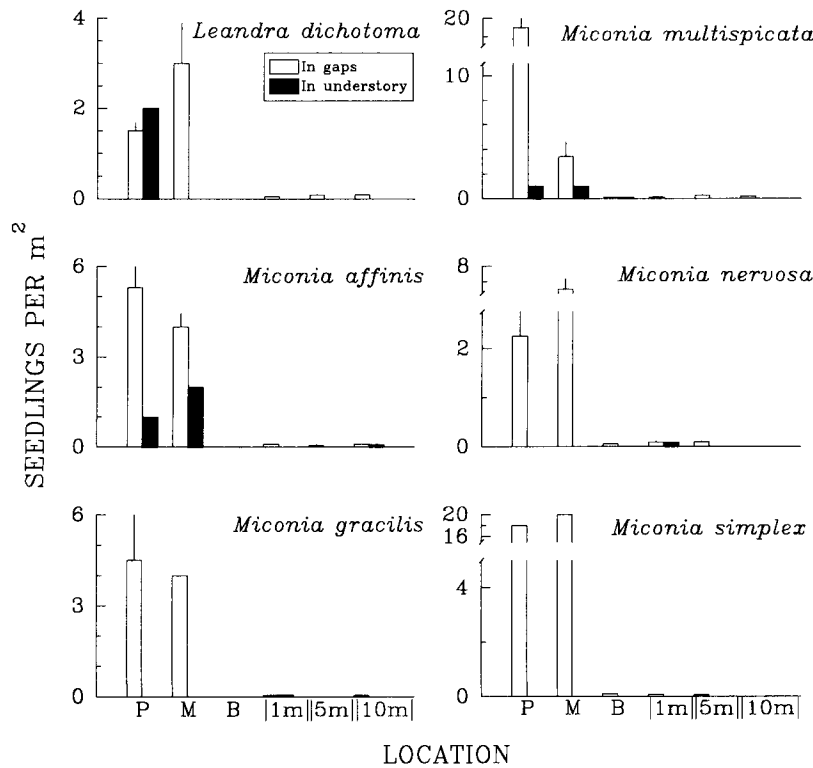 SEEDLINGS PER m²
Leandra dichotoma
In gaps
In understory
4
2
0
Miconia multispicata
20
10
0
Miconia affinis
6
3
0
Miconia nervosa
8
2
0
Miconia gracilis
6
3
0
Miconia simplex
20
16
4
0
P M B |1m||5m||10m|
P M B |1m||5m||10m|
LOCATION